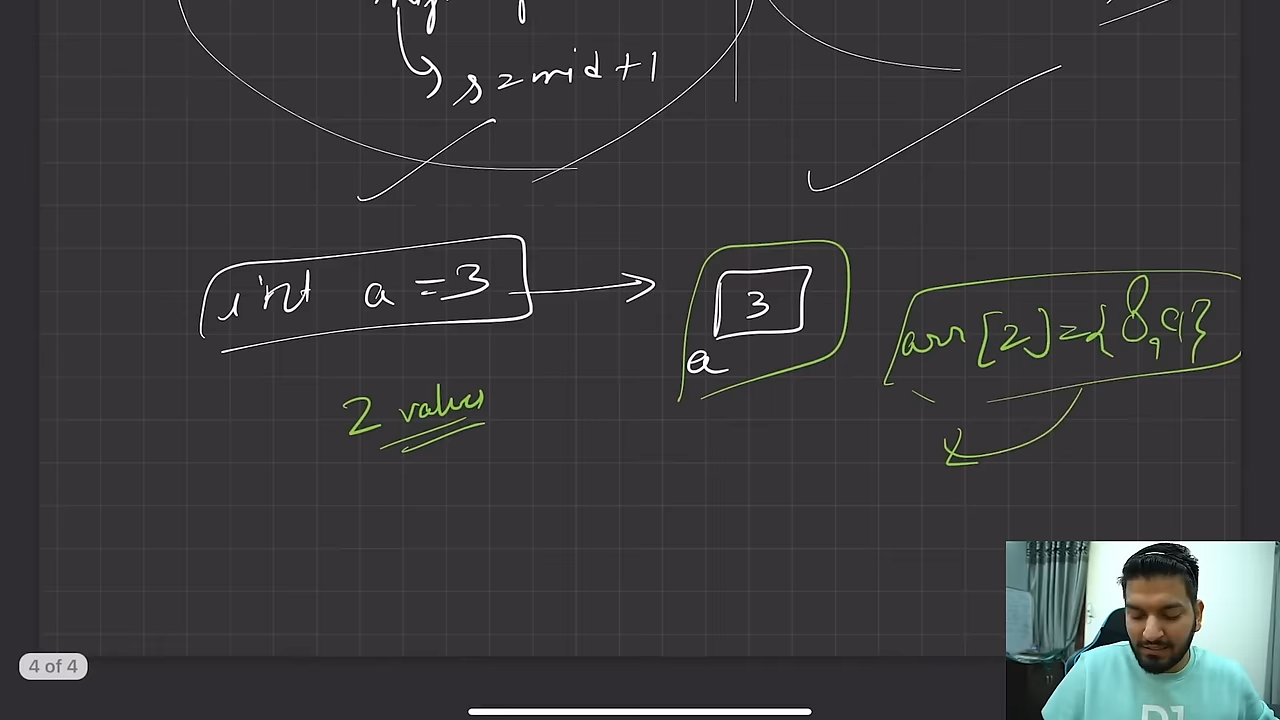 s = mid + 1
int a = 3
3
a
arr [2] = { 8, 9 }
2 values
4 of 4